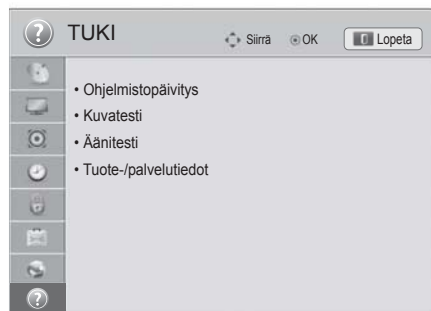 TUKI
Siirrä OK Lopeta
• Ohjelmistopäivitys
• Kuvatesti
• Äänitesti
• Tuote-/palvelutiedot